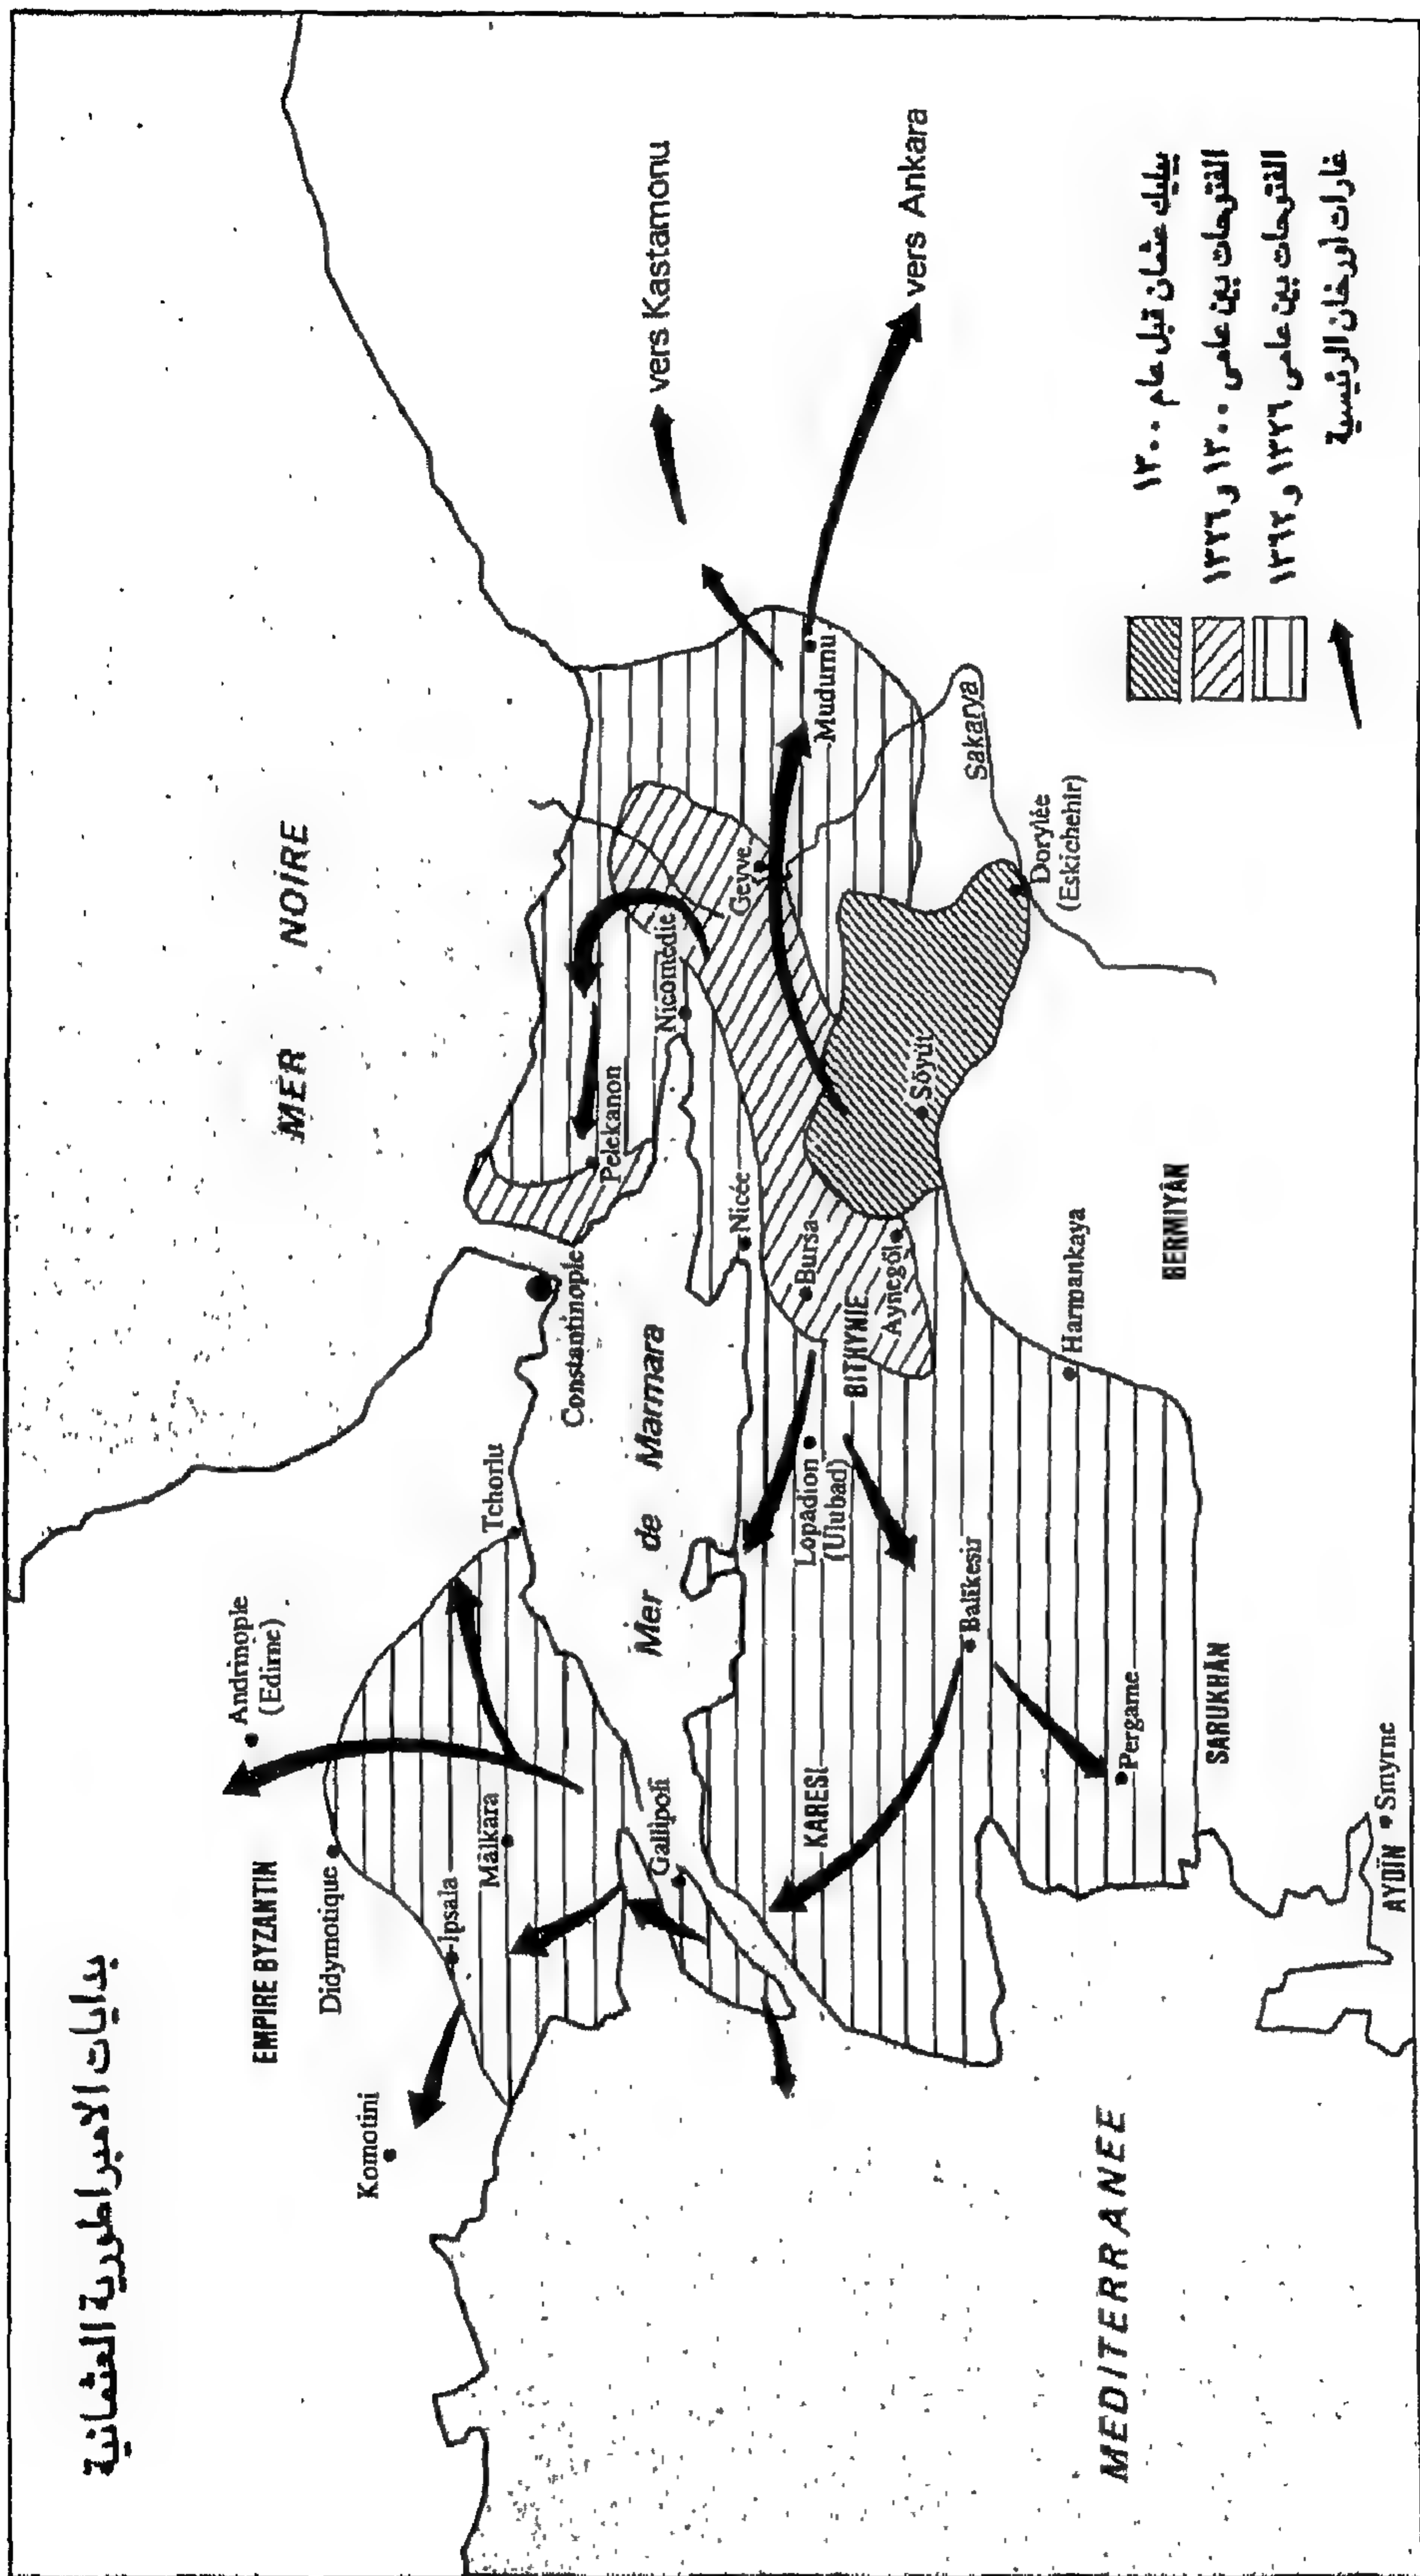 بدايات الامبراطورية العثمانية
MER NOIRE
EMPIRE BYZANTIN
Andrinople
(Edirne)
Didymotique
Komotini
Ipsala
Mâlkara
Tchorlu
Constantinople
Gallipoli
Mer de Marmara
Pelekanon
Nicomédie
Geyve
Nicée
Bursa
BITHYNIE
Aynegöl
Söyüt
Mudurnu
Sakarya
Dorylée
(Eskichehir)
vers Kastamonu
vers Ankara
Lopadion
(Ulubad)
Balikesir
KARESI
Pergame
Harmankaya
BERMIYÂN
SARUKHÂN
Smyrne
AYDÏN
MEDITERRANEE
بيليك عثمان قبل عام ١٣٠٠
الفتوحات بين عامى ١٣٠٠ و ١٣٢٦
الفتوحات بين عامى ١٣٢٦ و ١٣٦٢
غارات اورخان الرئيسية